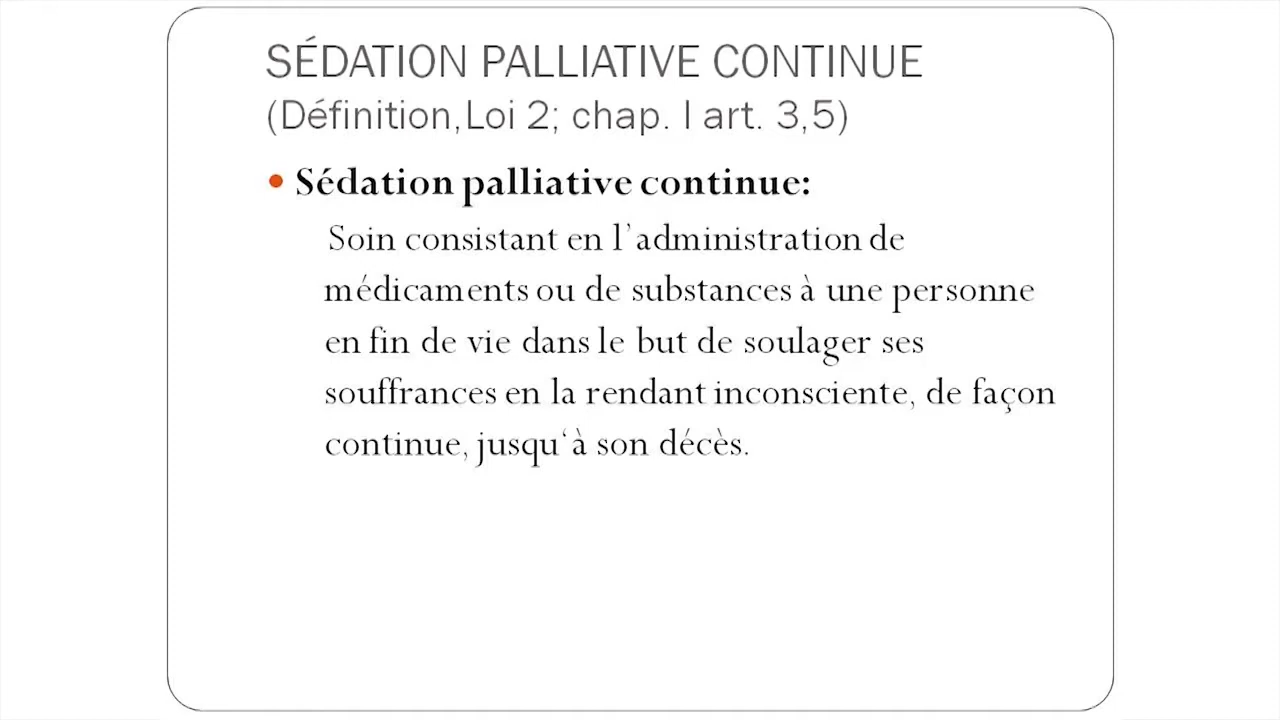 SÉDATION PALLIATIVE CONTINUE
(Définition,Loi 2; chap. I art. 3,5)
• Sédation palliative continue:
Soin consistant en l'administration de
médicaments ou de substances à une personne
en fin de vie dans le but de soulager ses
souffrances en la rendant inconsciente, de façon
continue, jusqu‘à son décès.